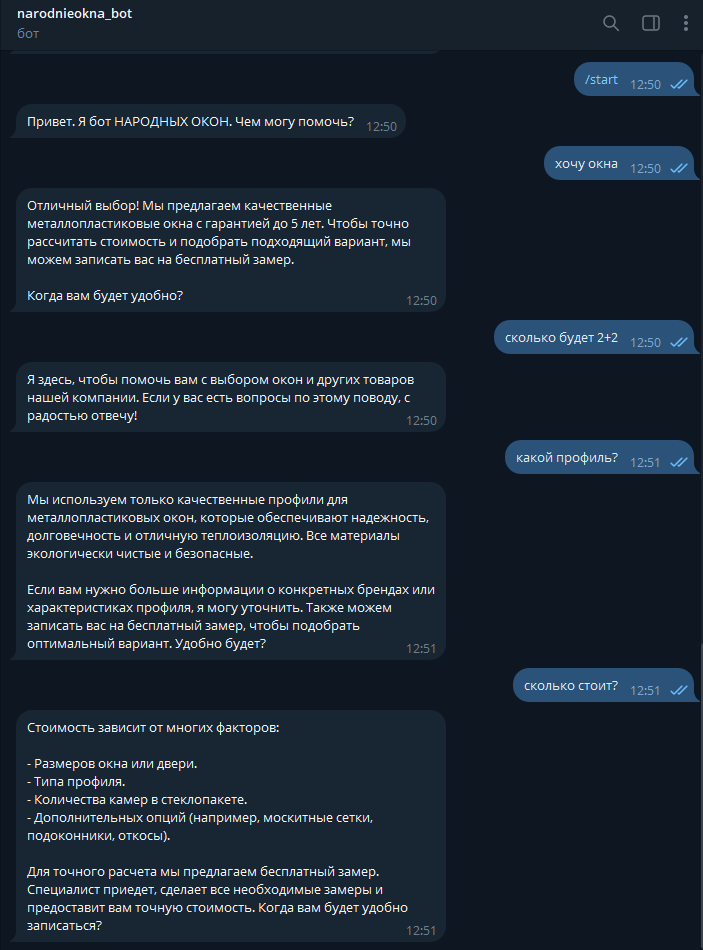 narodnieokna_bot
бот
/start 12:50
Привет. Я бот НАРОДНЫХ ОКОН. Чем могу помочь? 12:50
хочу окна 12:50
Отличный выбор! Мы предлагаем качественные
металлопластиковые окна с гарантией до 5 лет. Чтобы точно
рассчитать стоимость и подобрать подходящий вариант, мы
можем записать вас на бесплатный замер.
Когда вам будет удобно? 12:50
сколько будет 2+2 12:50
Я здесь, чтобы помочь вам с выбором окон и других товаров
нашей компании. Если у вас есть вопросы по этому поводу, с
радостью отвечу! 12:50
какой профиль? 12:51
Мы используем только качественные профили для
металлопластиковых окон, которые обеспечивают надежность,
долговечность и отличную теплоизоляцию. Все материалы
экологически чистые и безопасные.
Если вам нужно больше информации о конкретных брендах или
характеристиках профиля, я могу уточнить. Также можем
записать вас на бесплатный замер, чтобы подобрать
оптимальный вариант. Удобно будет? 12:51
сколько стоит? 12:51
Стоимость зависит от многих факторов:
- Размеров окна или двери.
- Типа профиля.
- Количества камер в стеклопакете.
- Дополнительных опций (например, москитные сетки,
подоконники, откосы).
Для точного расчета мы предлагаем бесплатный замер.
Специалист приедет, сделает все необходимые замеры и
предоставит вам точную стоимость. Когда вам будет удобно
записаться? 12:51